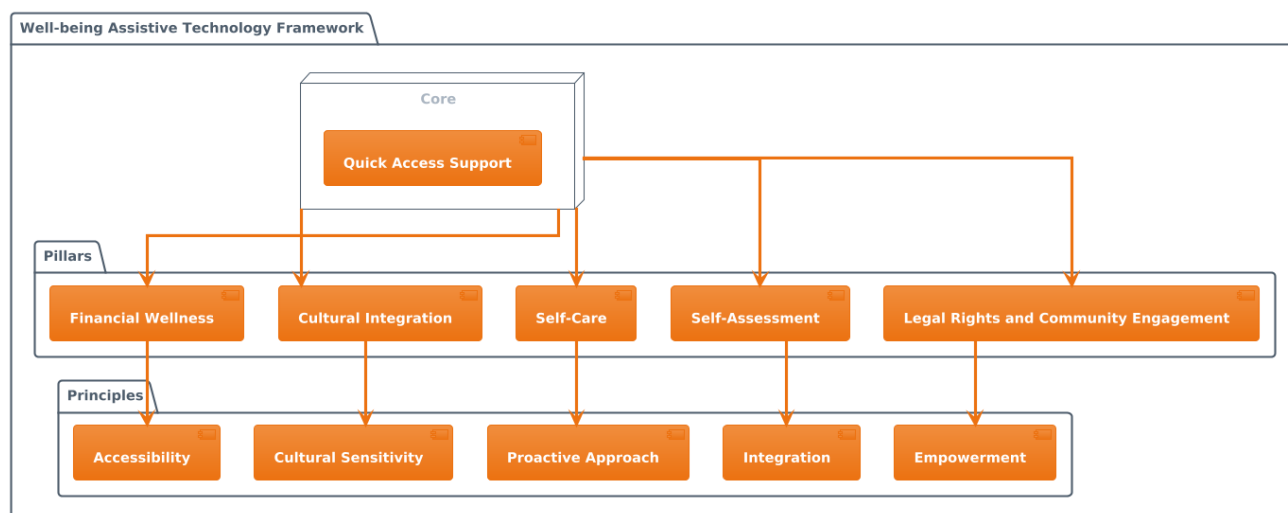 Well-being Assistive Technology Framework
Core
Quick Access Support
Pillars
Financial Wellness
Cultural Integration
Self-Care
Self-Assessment
Legal Rights and Community Engagement
Principles
Accessibility
Cultural Sensitivity
Proactive Approach
Integration
Empowerment